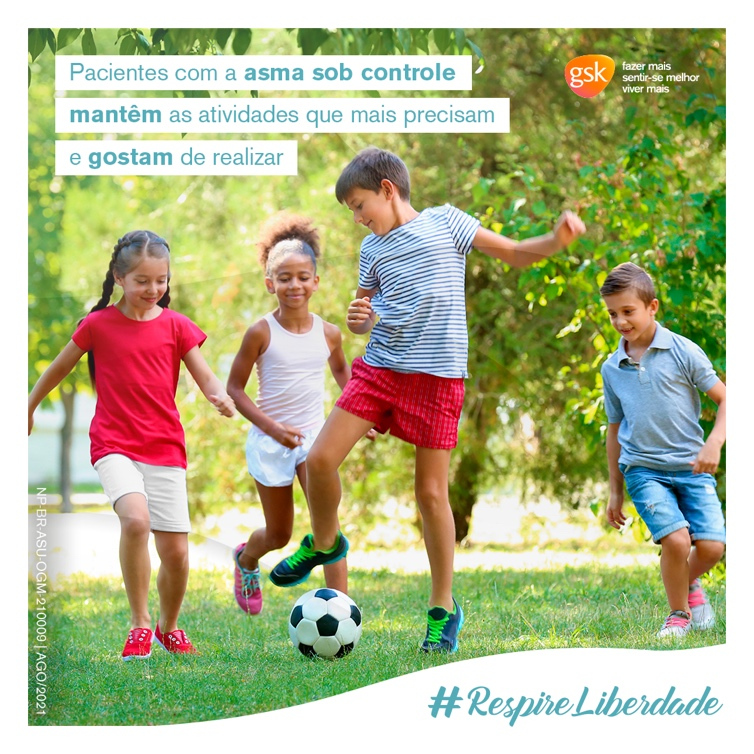 Pacientes com a asma sob controle
mantêm as atividades que mais precisam
e gostam de realizar
gsk
fazer mais
sentir-se melhor
viver mais
NP-BR-ASU-OGM-210009 | AGO/2021
#RespireLiberdade